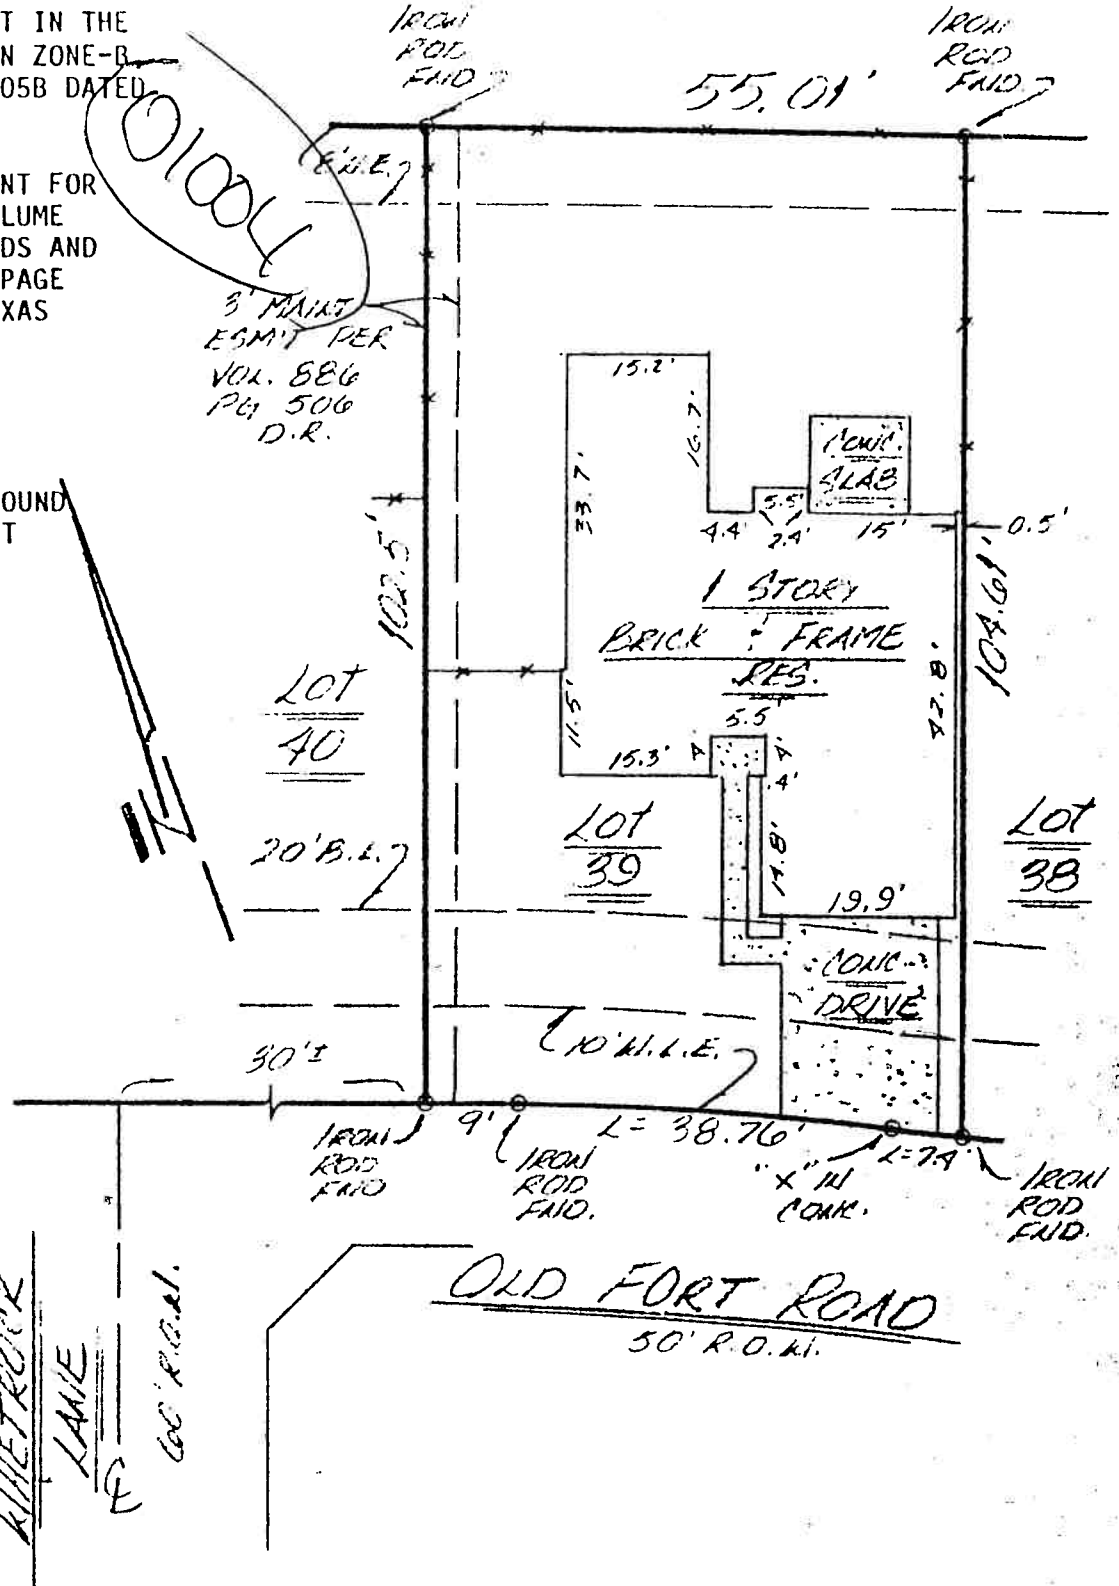 T IN THE
N ZONE-B
05B DATED
NT FOR
LUME
DS AND
PAGE
XAS
OUND
T
IRON
ROD
FND
55.01'
IRON
ROD
FND.
3' MAINT
ESM'T PER
VOL. 886
PG 506
D.R.
15.2'
16.7'
33.7'
CONC.
SLAB
5.5'
4.4'
2.4'
15'
0.5'
102.5'
104.61'
1 STORY
BRICK & FRAME
RES.
42.8'
5.5'
11.5'
15.3'
4'
4'
.4'
14.8'
LOT
40
LOT
39
LOT
38
20' B.L.
19.9'
CONC.
DRIVE
10' W.L.E.
30'±
9'
L= 38.76'
L=7.4'
IRON
ROD
FND
IRON
ROD
FND.
"X" IN
CONC.
IRON
ROD
FND.
OLD FORT ROAD
50' R.O.W.
LANE
60' R.O.W.
℄